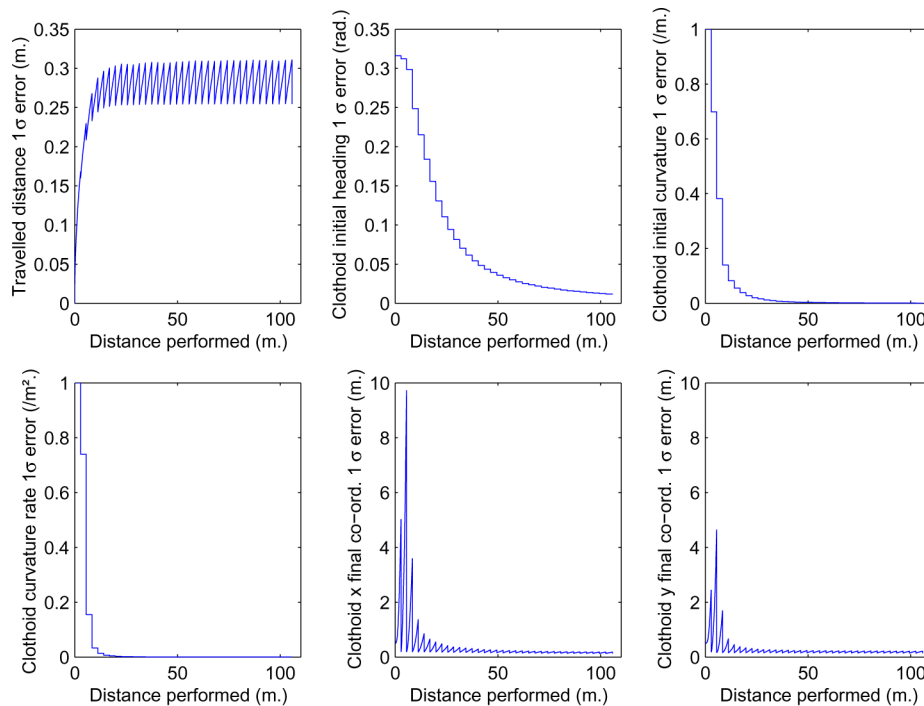 Travelled distance 1σ error (m.)
0.35
0.3
0.25
0.2
0.15
0.1
0.05
0
0 50 100
Distance performed (m.)
Clothoid initial heading 1 σ error (rad.)
0.35
0.3
0.25
0.2
0.15
0.1
0.05
0
0 50 100
Distance performed (m.)
Clothoid initial curvature 1 σ error (/m.)
1
0.8
0.6
0.4
0.2
0
0 50 100
Distance performed (m.)
Clothoid curvature rate 1σ error (/m².)
1
0.8
0.6
0.4
0.2
0
0 50 100
Distance performed (m.)
Clothoid x final co−ord. 1 σ error (m.)
10
8
6
4
2
0
0 50 100
Distance performed (m.)
Clothoid y final co−ord. 1 σ error (m.)
10
8
6
4
2
0
0 50 100
Distance performed (m.)